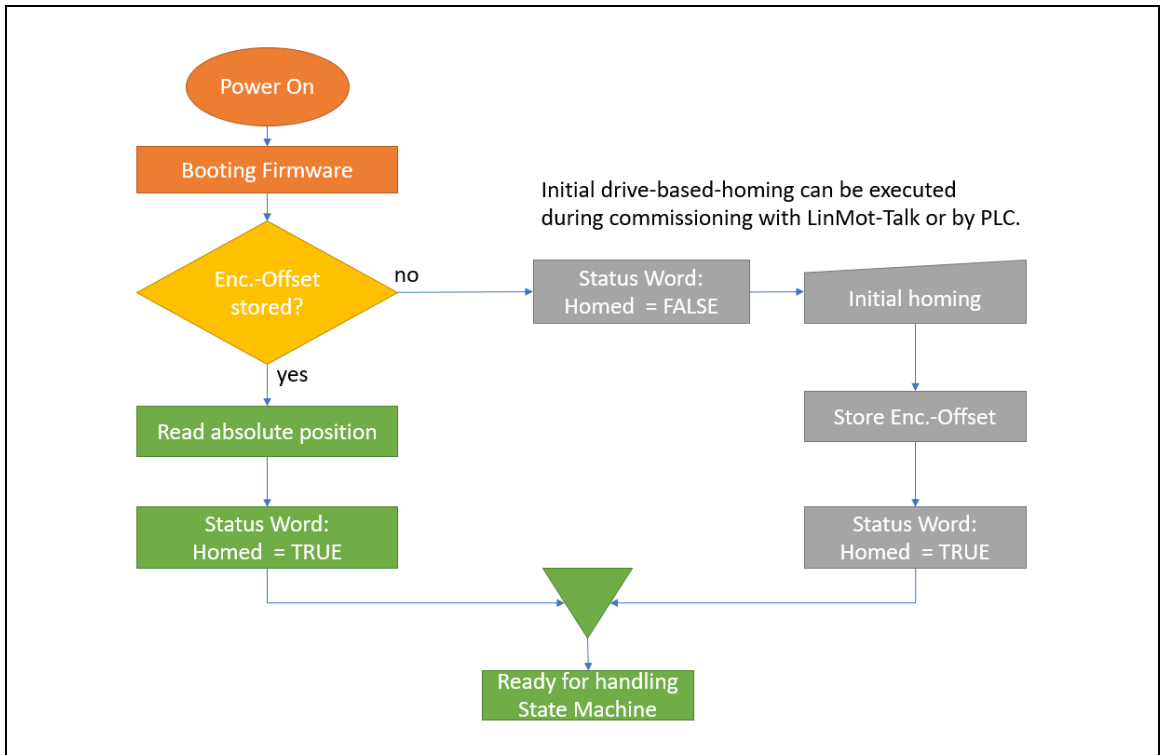 Power On
Booting Firmware
Initial drive-based-homing can be executed
during commissioning with LinMot-Talk or by PLC.
Enc.-Offset
stored?
no
Status Word:
Homed  = FALSE
Initial homing
yes
Read absolute position
Store Enc.-Offset
Status Word:
Homed  = TRUE
Status Word:
Homed  = TRUE
Ready for handling
State Machine